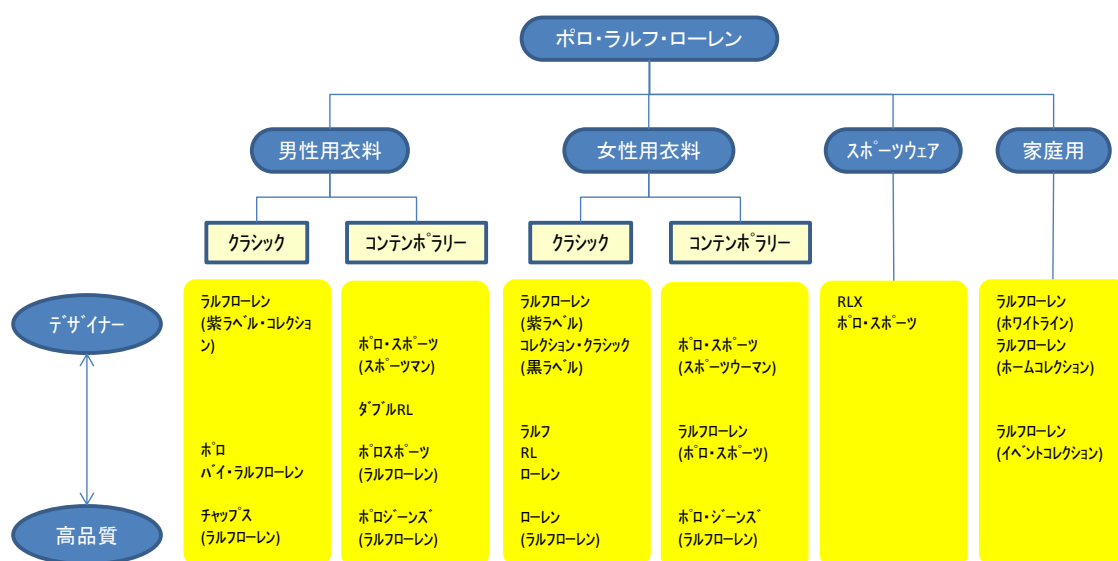 ポロ・ラルフ・ローレン
男性用衣料
女性用衣料
スポーツウェア
家庭用
クラシック
コンテンポラリー
クラシック
コンテンポラリー
デザイナー
高品質
ラルフローレン
(紫ラベル・コレクショ
ン)
ポロ
バイ・ラルフローレン
チャップス
(ラルフローレン)
ポロ・スポーツ
(スポーツマン)
ダブルRL
ポロスポーツ
(ラルフローレン)
ポロジーンズ
(ラルフローレン)
ラルフローレン
(紫ラベル)
コレクション・クラシック
(黒ラベル)
ラルフ
RL
ローレン
ローレン
(ラルフローレン)
ポロ・スポーツ
(スポーツウーマン)
ラルフローレン
(ポロ・スポーツ)
ポロ・ジーンズ
(ラルフローレン)
RLX
ポロ・スポーツ
ラルフローレン
(ホワイトライン)
ラルフローレン
(ホームコレクション)
ラルフローレン
(イベントコレクション)